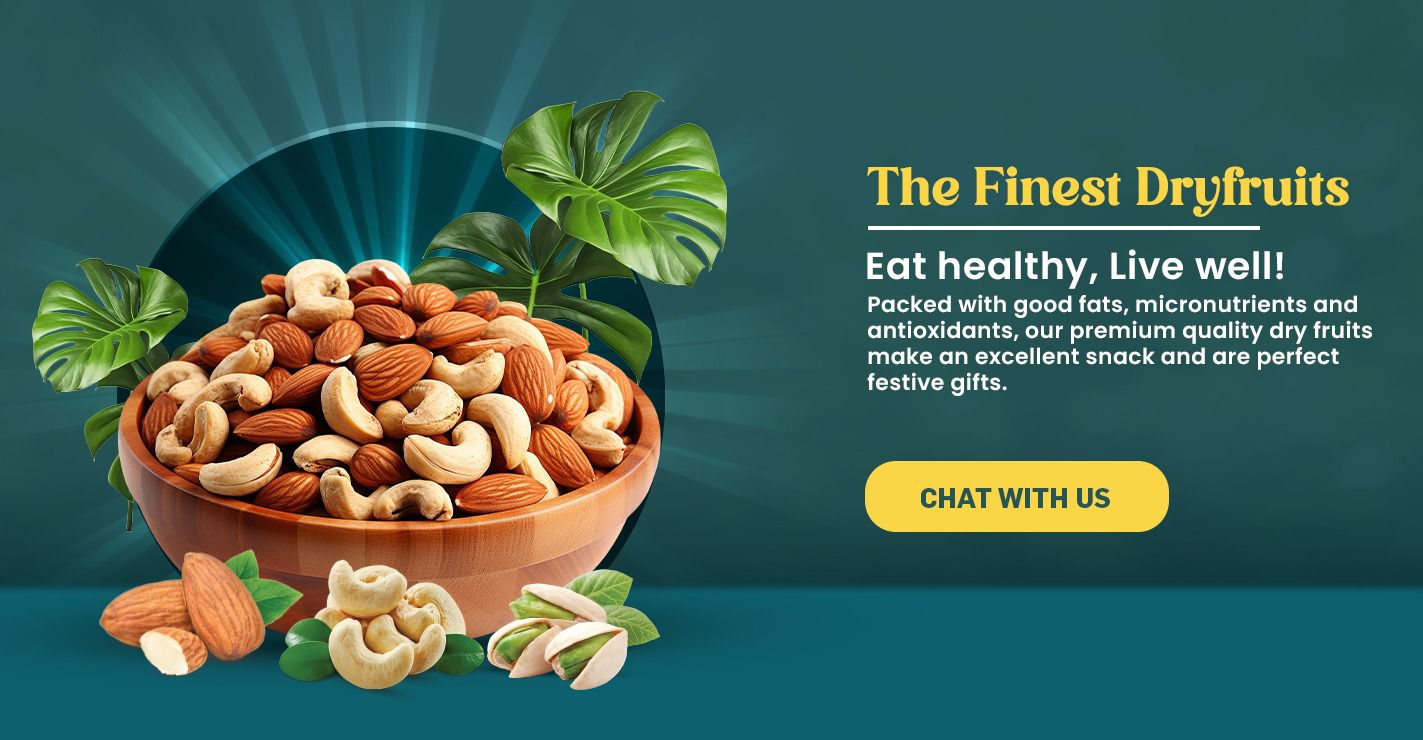 The Finest Dryfruits
Eat healthy, Live well!
Packed with good fats, micronutrients and
antioxidants, our premium quality dry fruits
make an excellent snack and are perfect
festive gifts.
CHAT WITH US